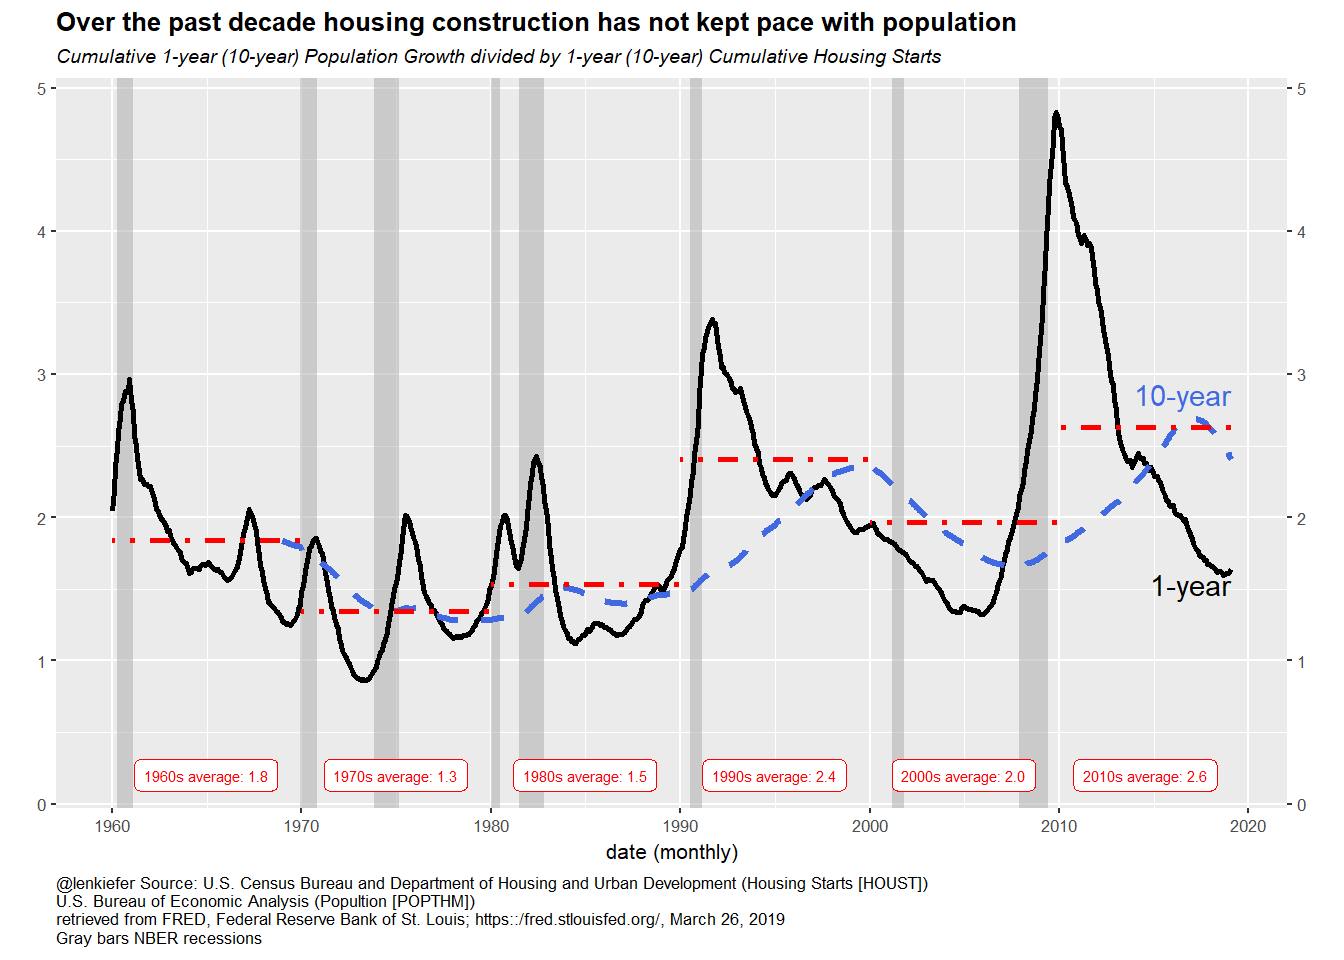 Over the past decade housing construction has not kept pace with population
Cumulative 1-year (10-year) Population Growth divided by 1-year (10-year) Cumulative Housing Starts
5 5
4 4
3 3
10-year
2 2
1-year
1 1
1960s average: 1.8 1970s average: 1.3 1980s average: 1.5 1990s average: 2.4 2000s average: 2.0 2010s average: 2.6
0 0
1960 1970 1980 1990 2000 2010 2020
date (monthly)
@lenkiefer Source: U.S. Census Bureau and Department of Housing and Urban Development (Housing Starts [HOUST])
U.S. Bureau of Economic Analysis (Popultion [POPTHM])
retrieved from FRED, Federal Reserve Bank of St. Louis; https::/fred.stlouisfed.org/, March 26, 2019
Gray bars NBER recessions